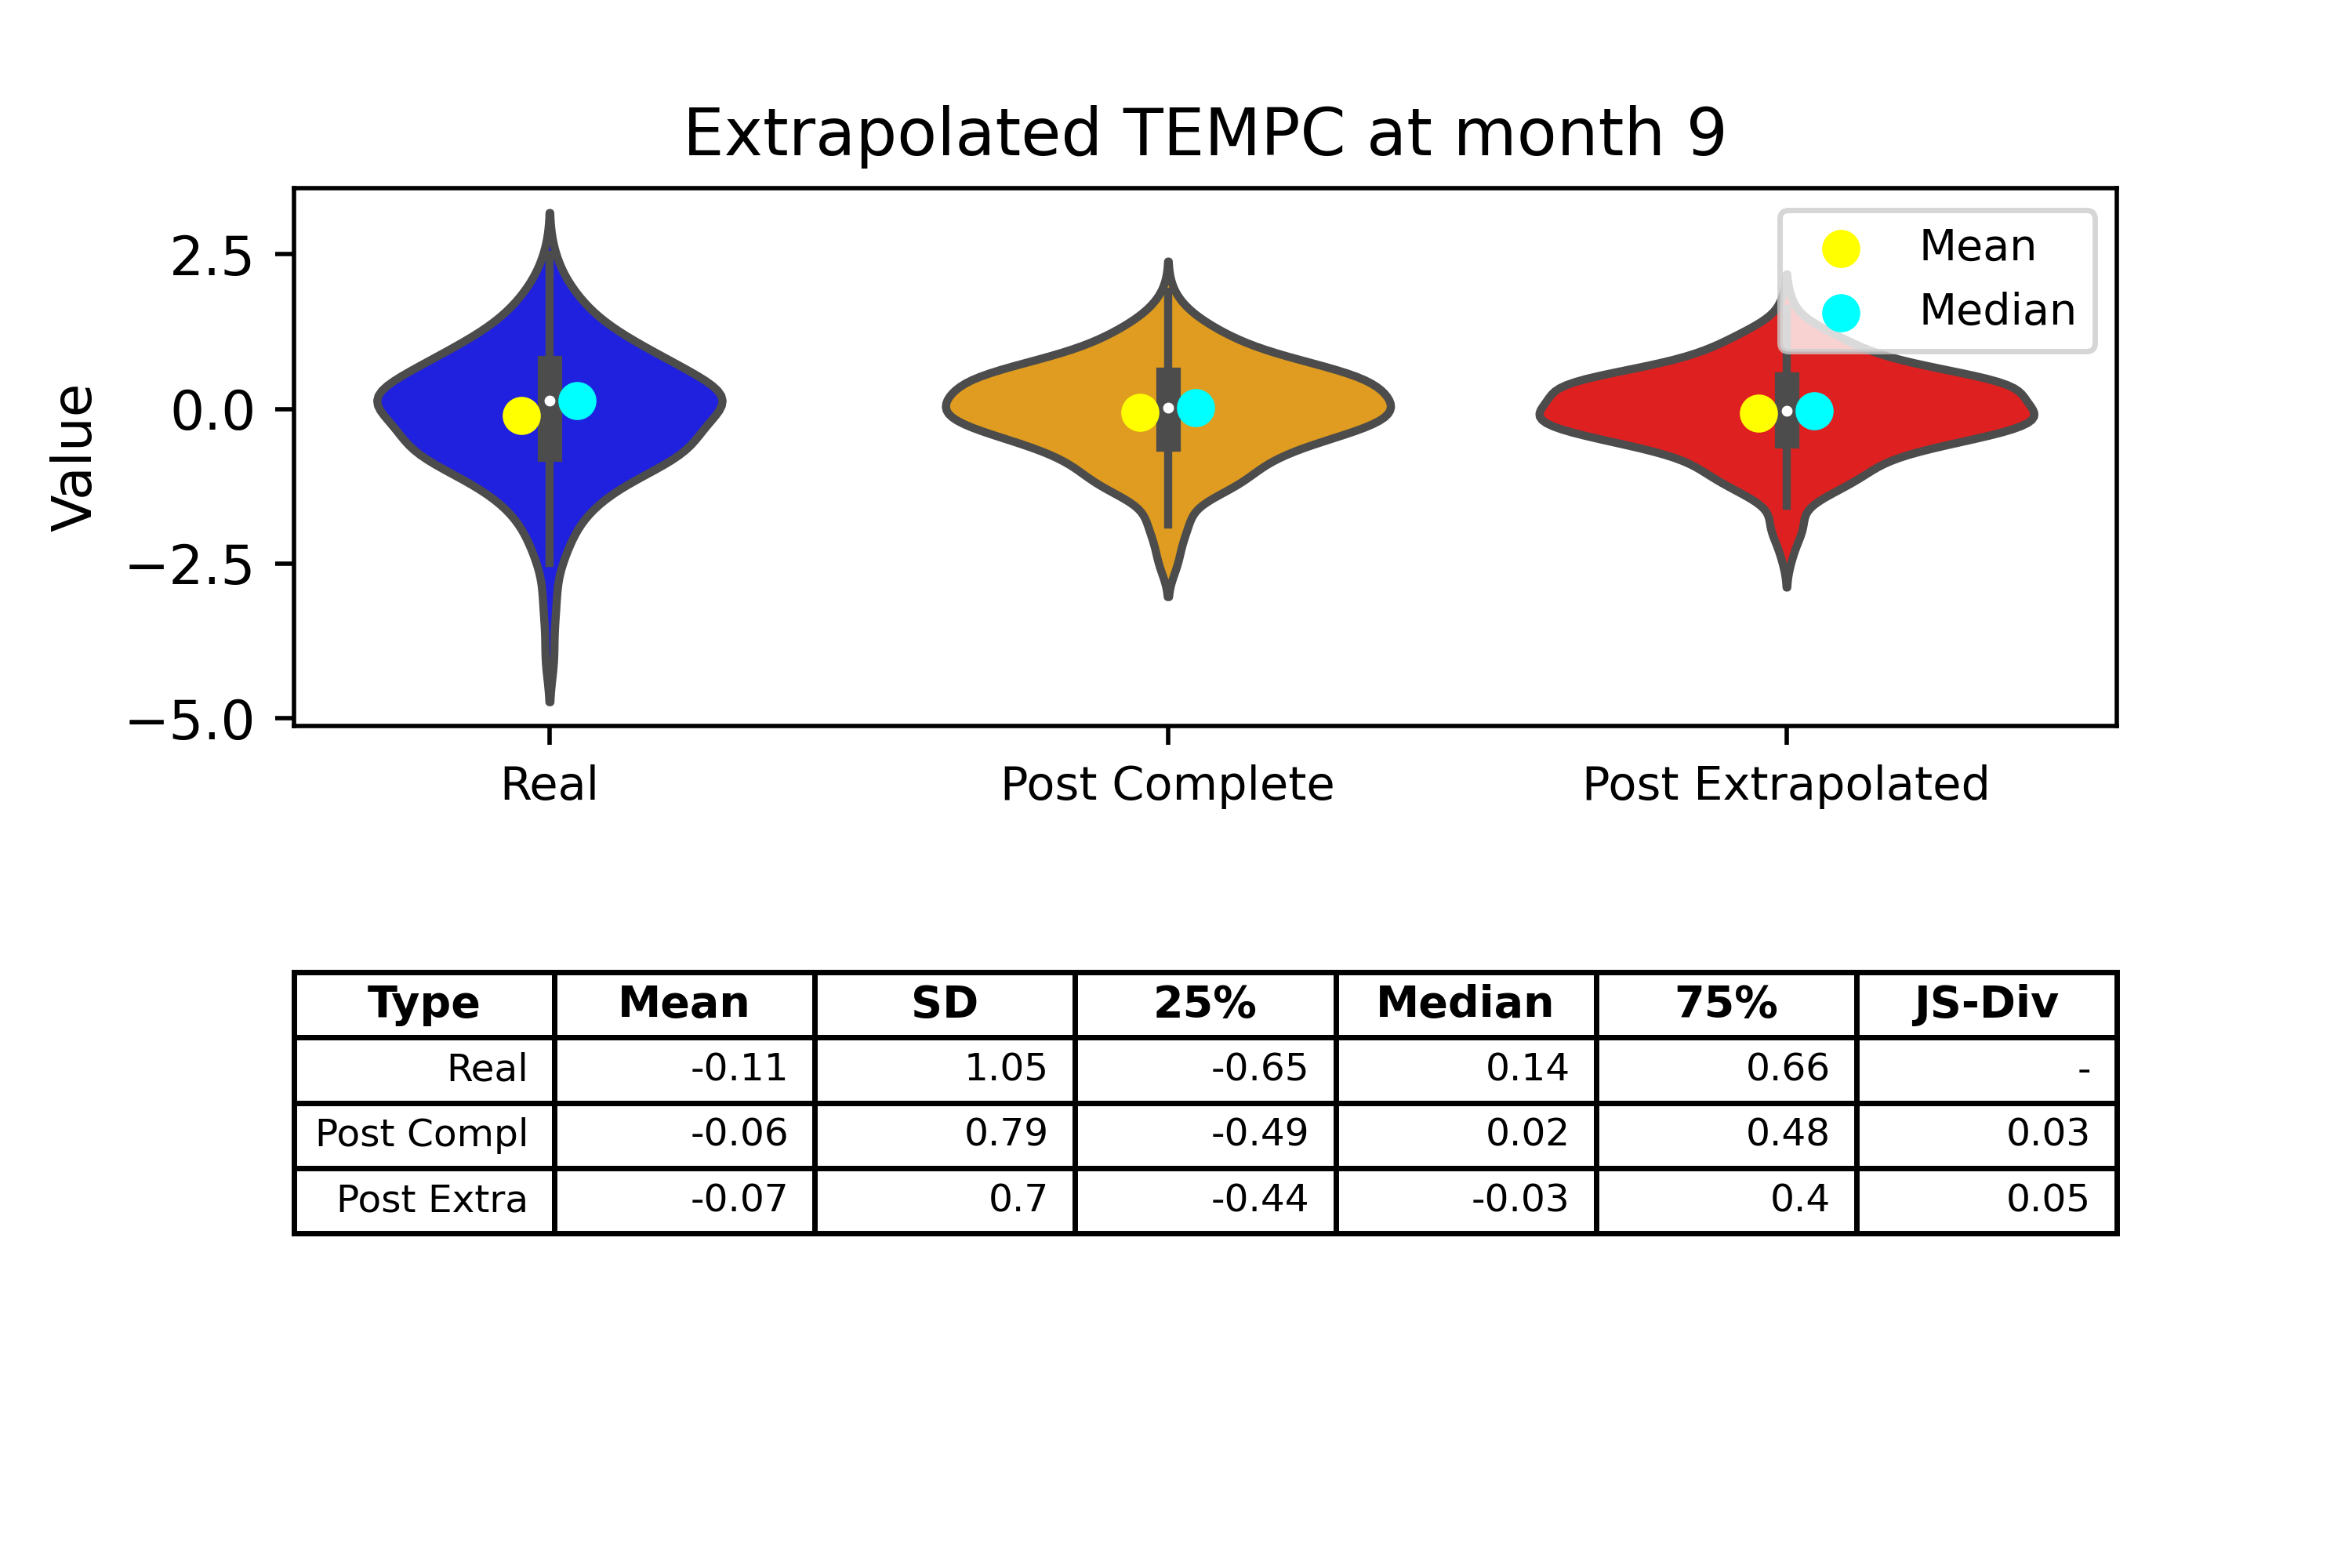 Extrapolated TEMPC at month 9
Value
2.5
0.0
−2.5
−5.0
Mean
Median
Real Post Complete Post Extrapolated
Type Mean SD 25% Median 75% JS-Div
Real -0.11 1.05 -0.65 0.14 0.66 -
Post Compl -0.06 0.79 -0.49 0.02 0.48 0.03
Post Extra -0.07 0.7 -0.44 -0.03 0.4 0.05